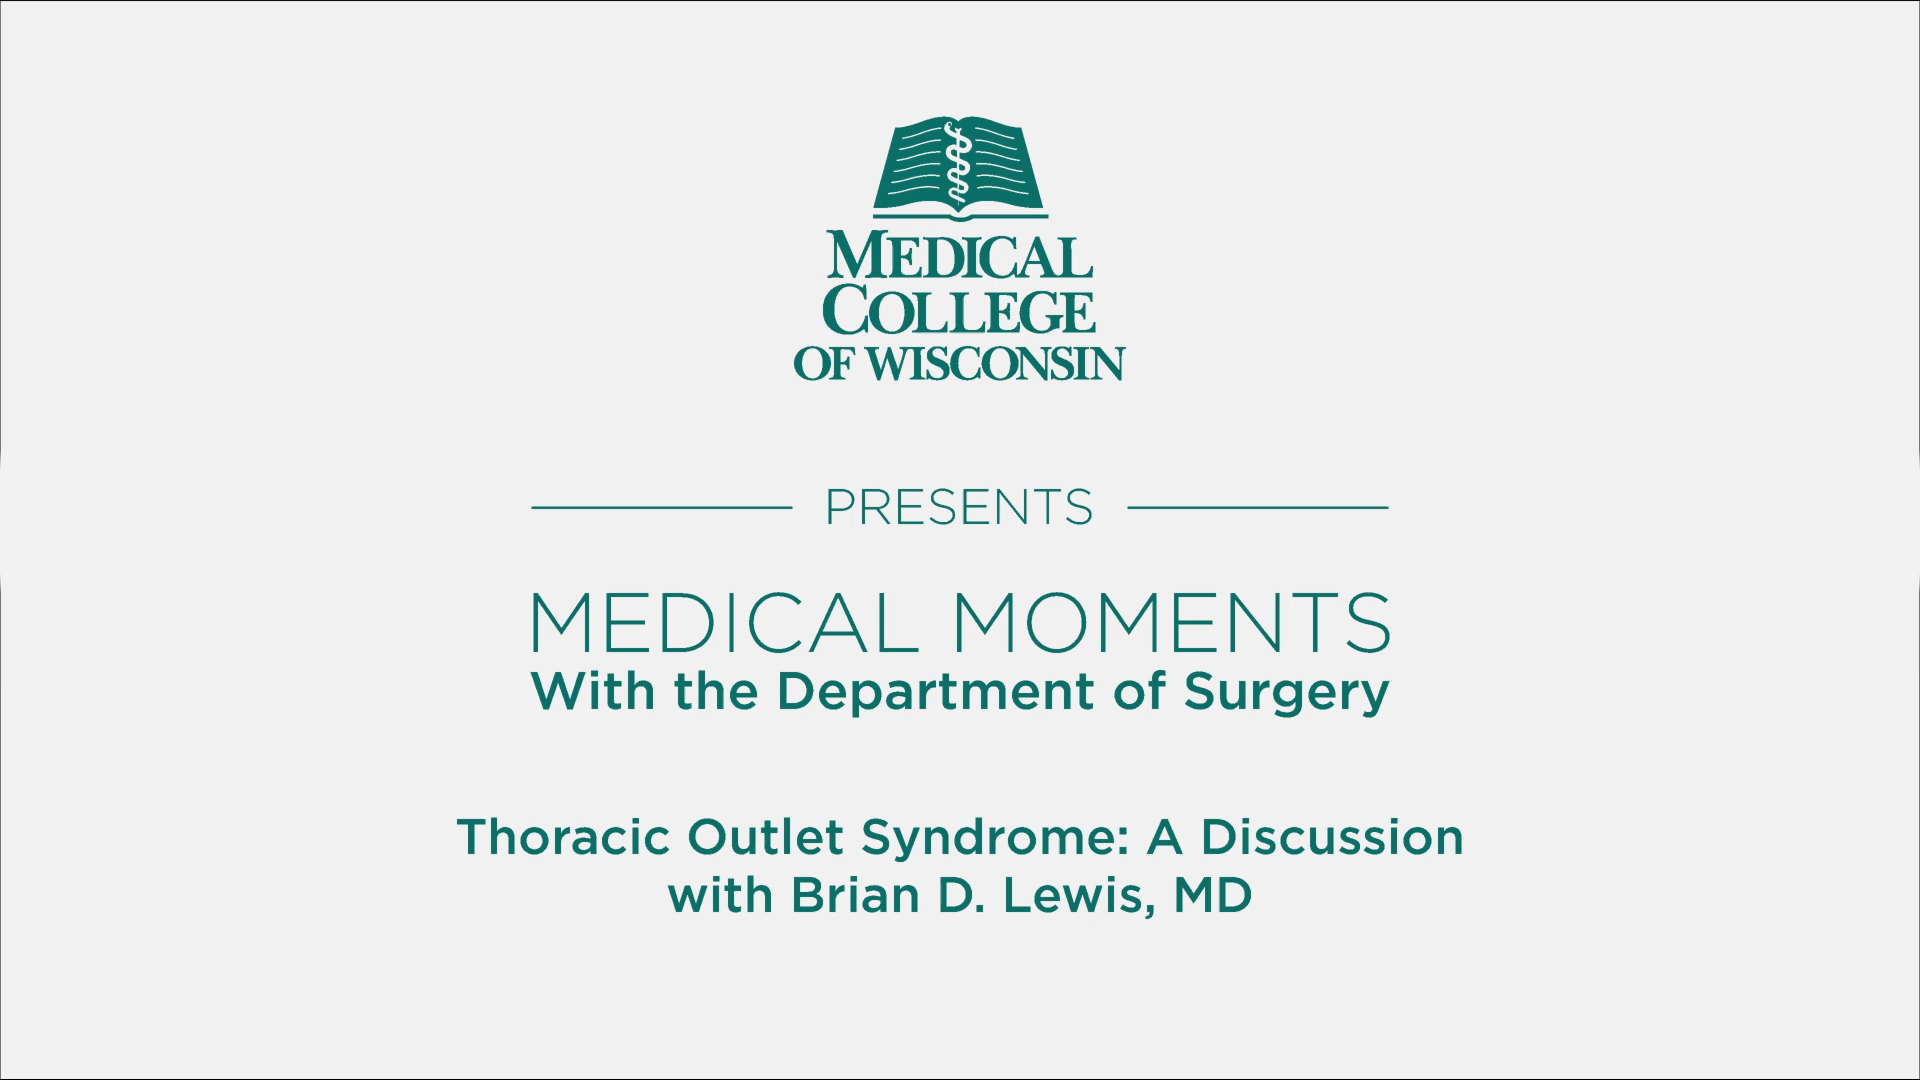 MEDICAL
COLLEGE
OF WISCONSIN
PRESENTS
MEDICAL MOMENTS
With the Department of Surgery
Thoracic Outlet Syndrome: A Discussion
with Brian D. Lewis, MD